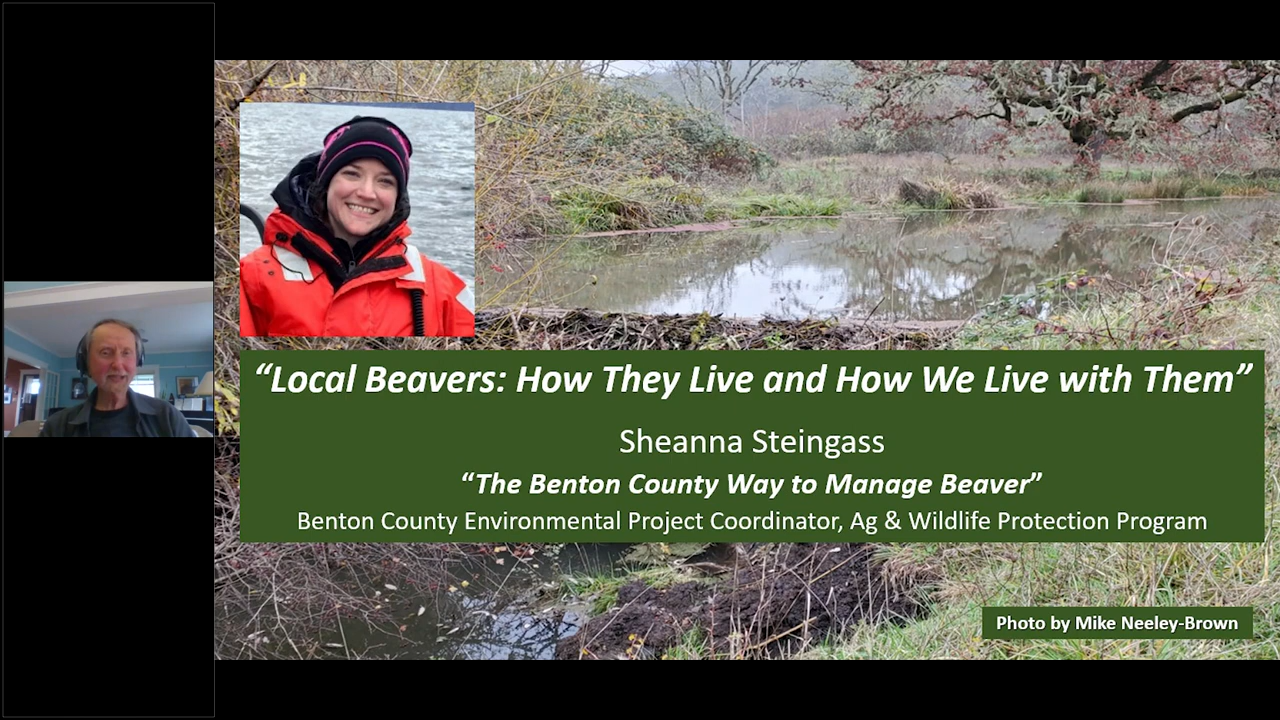 “Local Beavers: How They Live and How We Live with Them”
Sheanna Steingass
“The Benton County Way to Manage Beaver”
Benton County Environmental Project Coordinator, Ag & Wildlife Protection Program
Photo by Mike Neeley-Brown